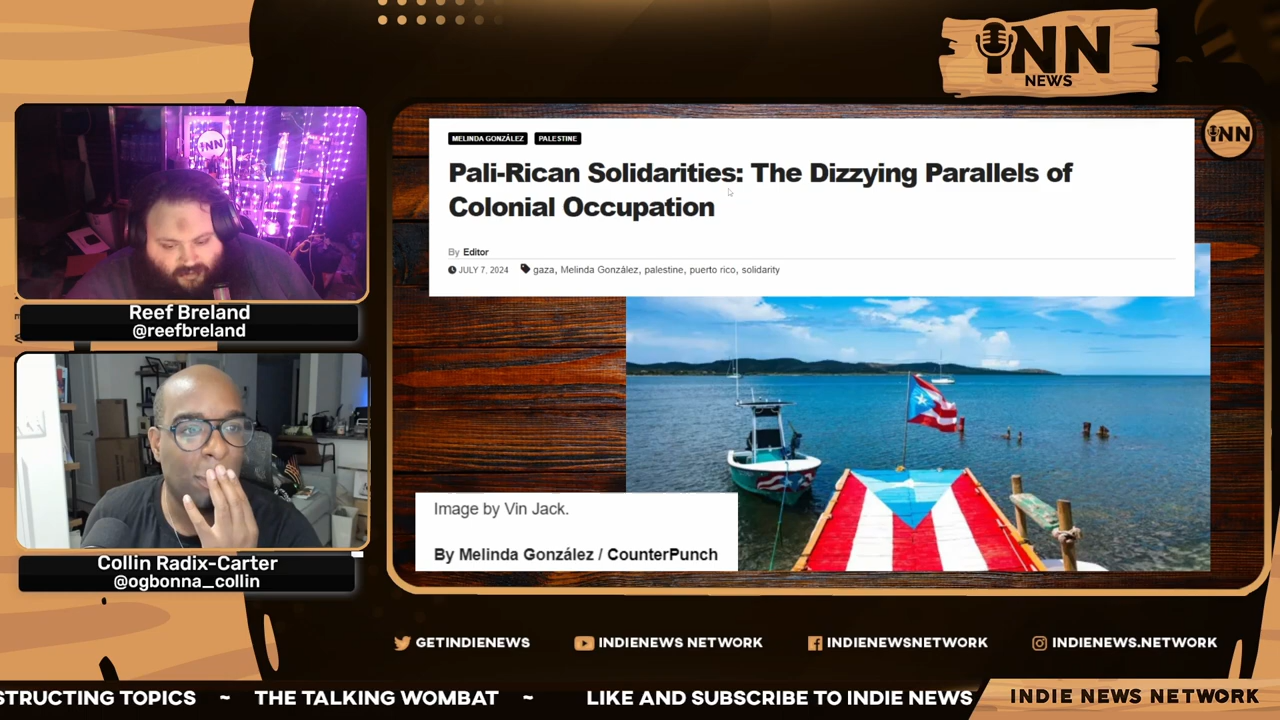 INN
NEWS
INN
INN
MELINDA GONZÁLEZ PALESTINE
Pali-Rican Solidarities: The Dizzying Parallels of
Colonial Occupation
By Editor
JULY 7, 2024 gaza, Melinda González, palestine, puerto rico, solidarity
Image by Vin Jack.
By Melinda González / CounterPunch
Reef Breland
@reefbreland
Collin Radix-Carter
@ogbonna_collin
GETINDIENEWS INDIENEWS NETWORK INDIENEWSNETWORK INDIENEWS.NETWORK
STRUCTING TOPICS ~ THE TALKING WOMBAT ~ LIKE AND SUBSCRIBE TO INDIE NEWS
INDIE NEWS NETWORK